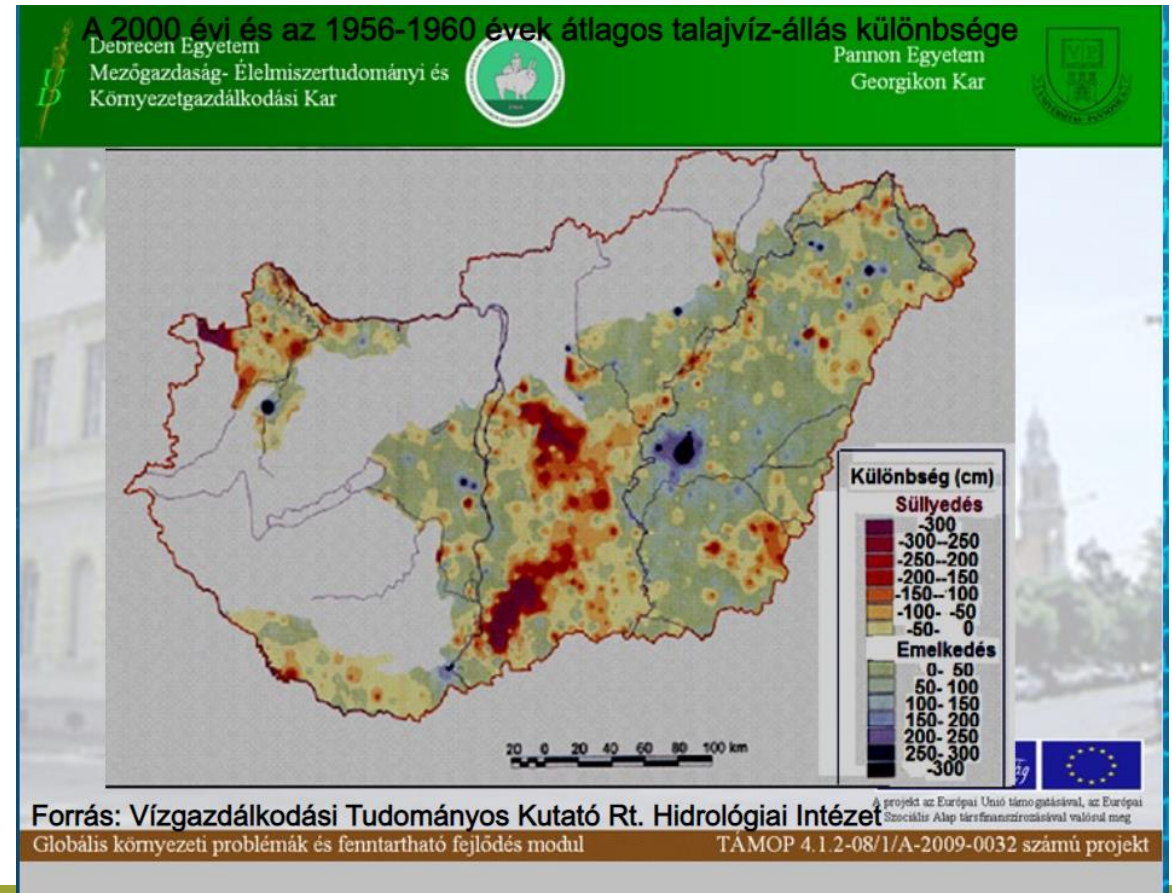 A 2000 évi és az 1956-1960 évek átlagos talajvíz-állás különbsége
Debrecen Egyetem
Mezőgazdaság- Élelmiszertudományi és
Környezetgazdálkodási Kar
Pannon Egyetem
Georgikon Kar
Különbség (cm)
Süllyedés
-300
-300--250
-250--200
-200--150
-150--100
-100- -50
-50- 0
Emelkedés
0- 50
50- 100
100- 150
150- 200
200- 250
250- 300
-300
20 0 20 40 60 80 100 km
Forrás: Vízgazdálkodási Tudományos Kutató Rt. Hidrológiai Intézet
A projekt az Európai Unió támogatásával, az Európai
Szociális Alap társfinanszírozásával valósul meg
Globális környezeti problémák és fenntartható fejlődés modul
TÁMOP 4.1.2-08/1/A-2009-0032 számú projekt